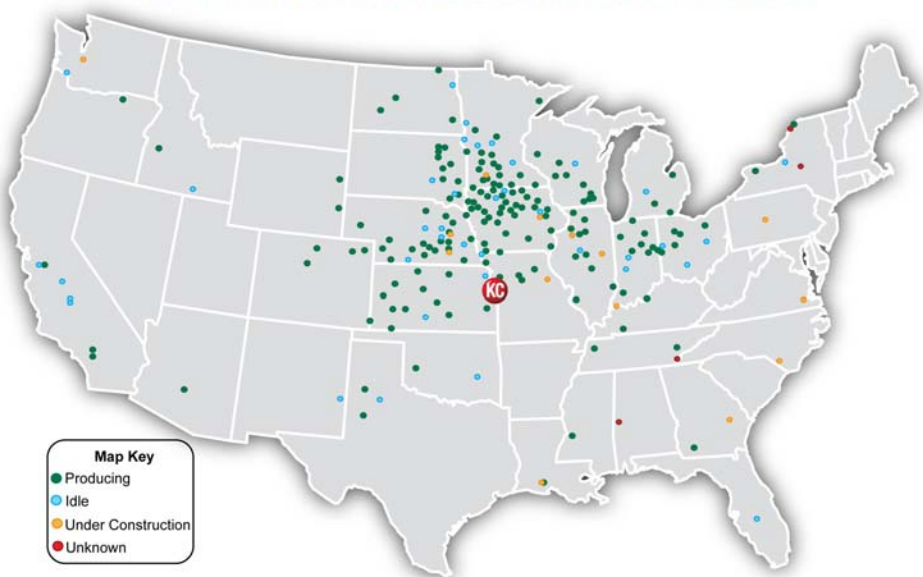 KC
Map Key
Producing
Idle
Under Construction
Unknown